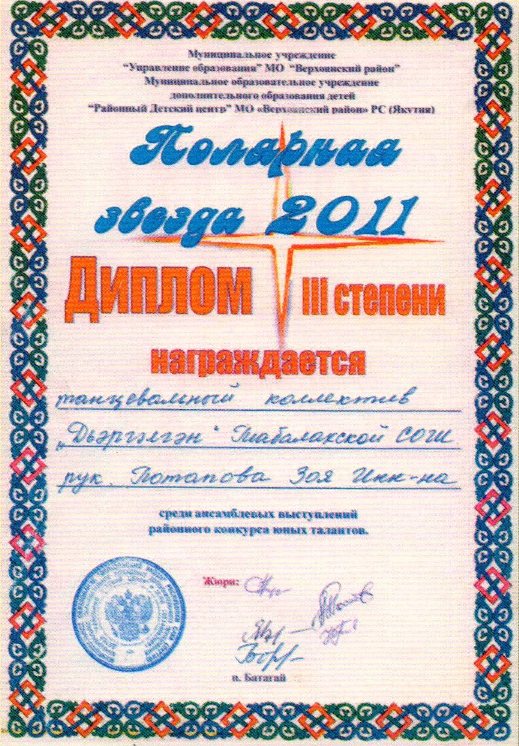 Муниципальное учреждение
"Управление образования" МО "Верхоянский район"
Муниципальное образовательное учреждение
дополнительного образования детей
"Районный Детский центр" МО «Верхоянский район» РС (Якутия)
Полярная
звезда 2011
Диплом III степени
награждается
танцевальный коллектив
„Дьэргэлгэн" Табалахской СОШ
рук. Потапова Зоя Инн-на
среди ансамблевых выступлений
районного конкурса юных талантов.
Жюри:
п. Батагай